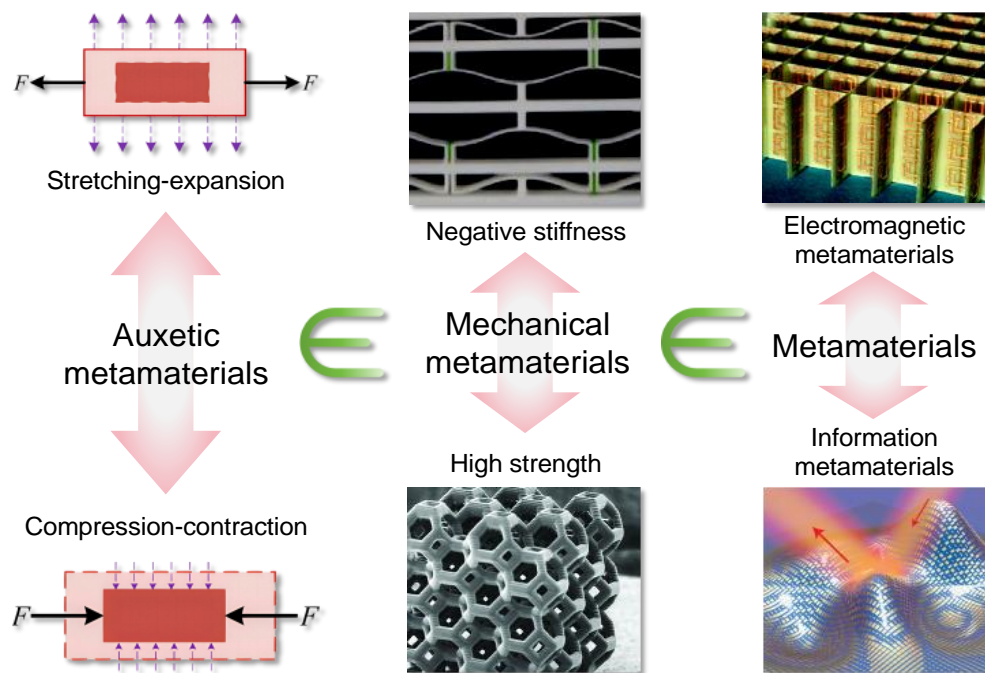 F
F
Stretching-expansion
Auxetic
metamaterials
Compression-contraction
F
F
∈
Negative stiffness
Mechanical
metamaterials
High strength
∈
Electromagnetic
metamaterials
Metamaterials
Information
metamaterials